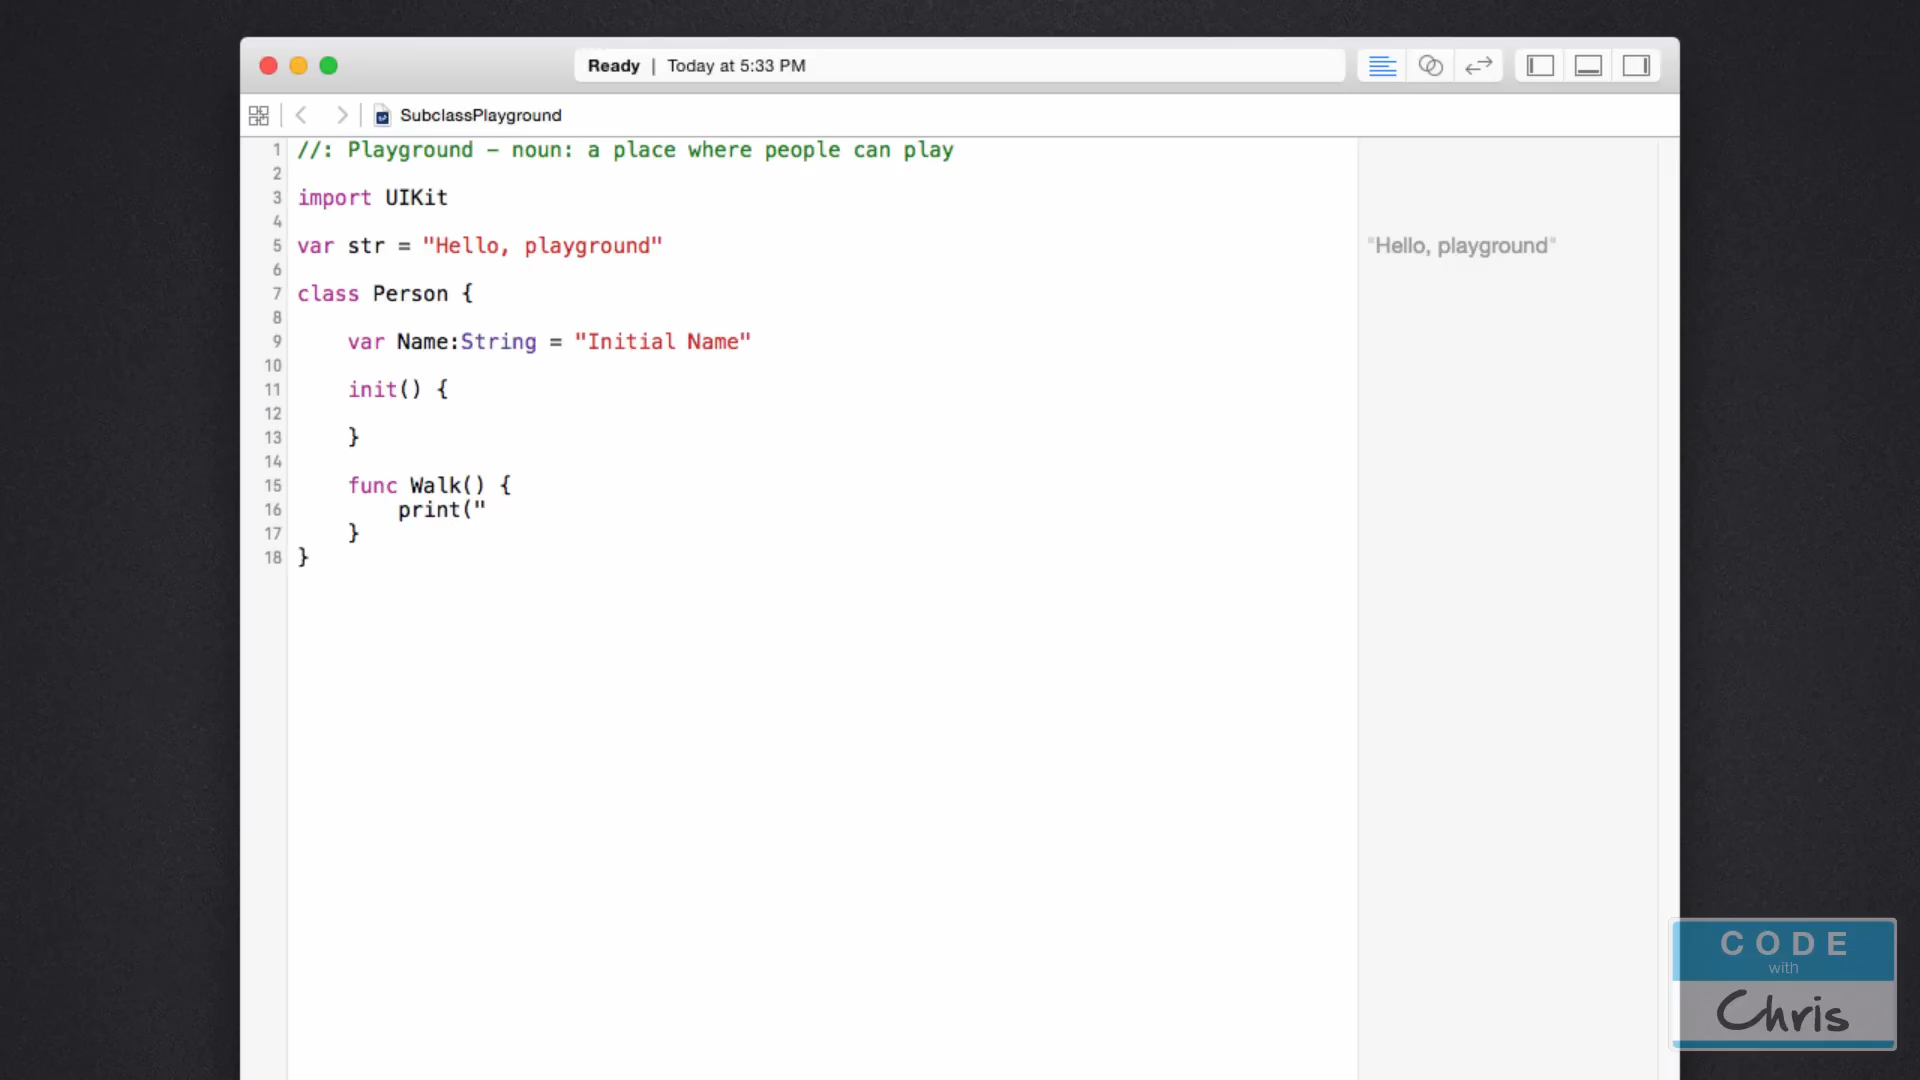 Ready | Today at 5:33 PM
SubclassPlayground
1 //: Playground – noun: a place where people can play
2
3 import UIKit
4
5 var str = "Hello, playground"
"Hello, playground"
6
7 class Person {
8
9 var Name:String = "Initial Name"
10
11 init() {
12
13 }
14
15 func Walk() {
16 print("
17 }
18 }
CODE
with
Chris